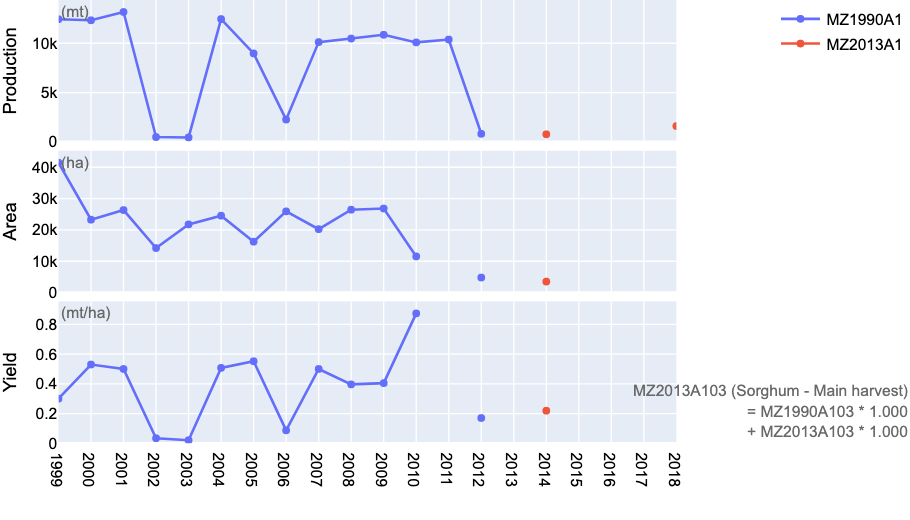 (mt)
Production
10k
5k
0
MZ1990A1
MZ2013A1
(ha)
Area
40k
30k
20k
10k
0
(mt/ha)
Yield
0.8
0.6
0.4
0.2
0
MZ2013A103 (Sorghum - Main harvest)
= MZ1990A103 * 1.000
+ MZ2013A103 * 1.000
1999
2000
2001
2002
2003
2004
2005
2006
2007
2008
2009
2010
2011
2012
2013
2014
2015
2016
2017
2018